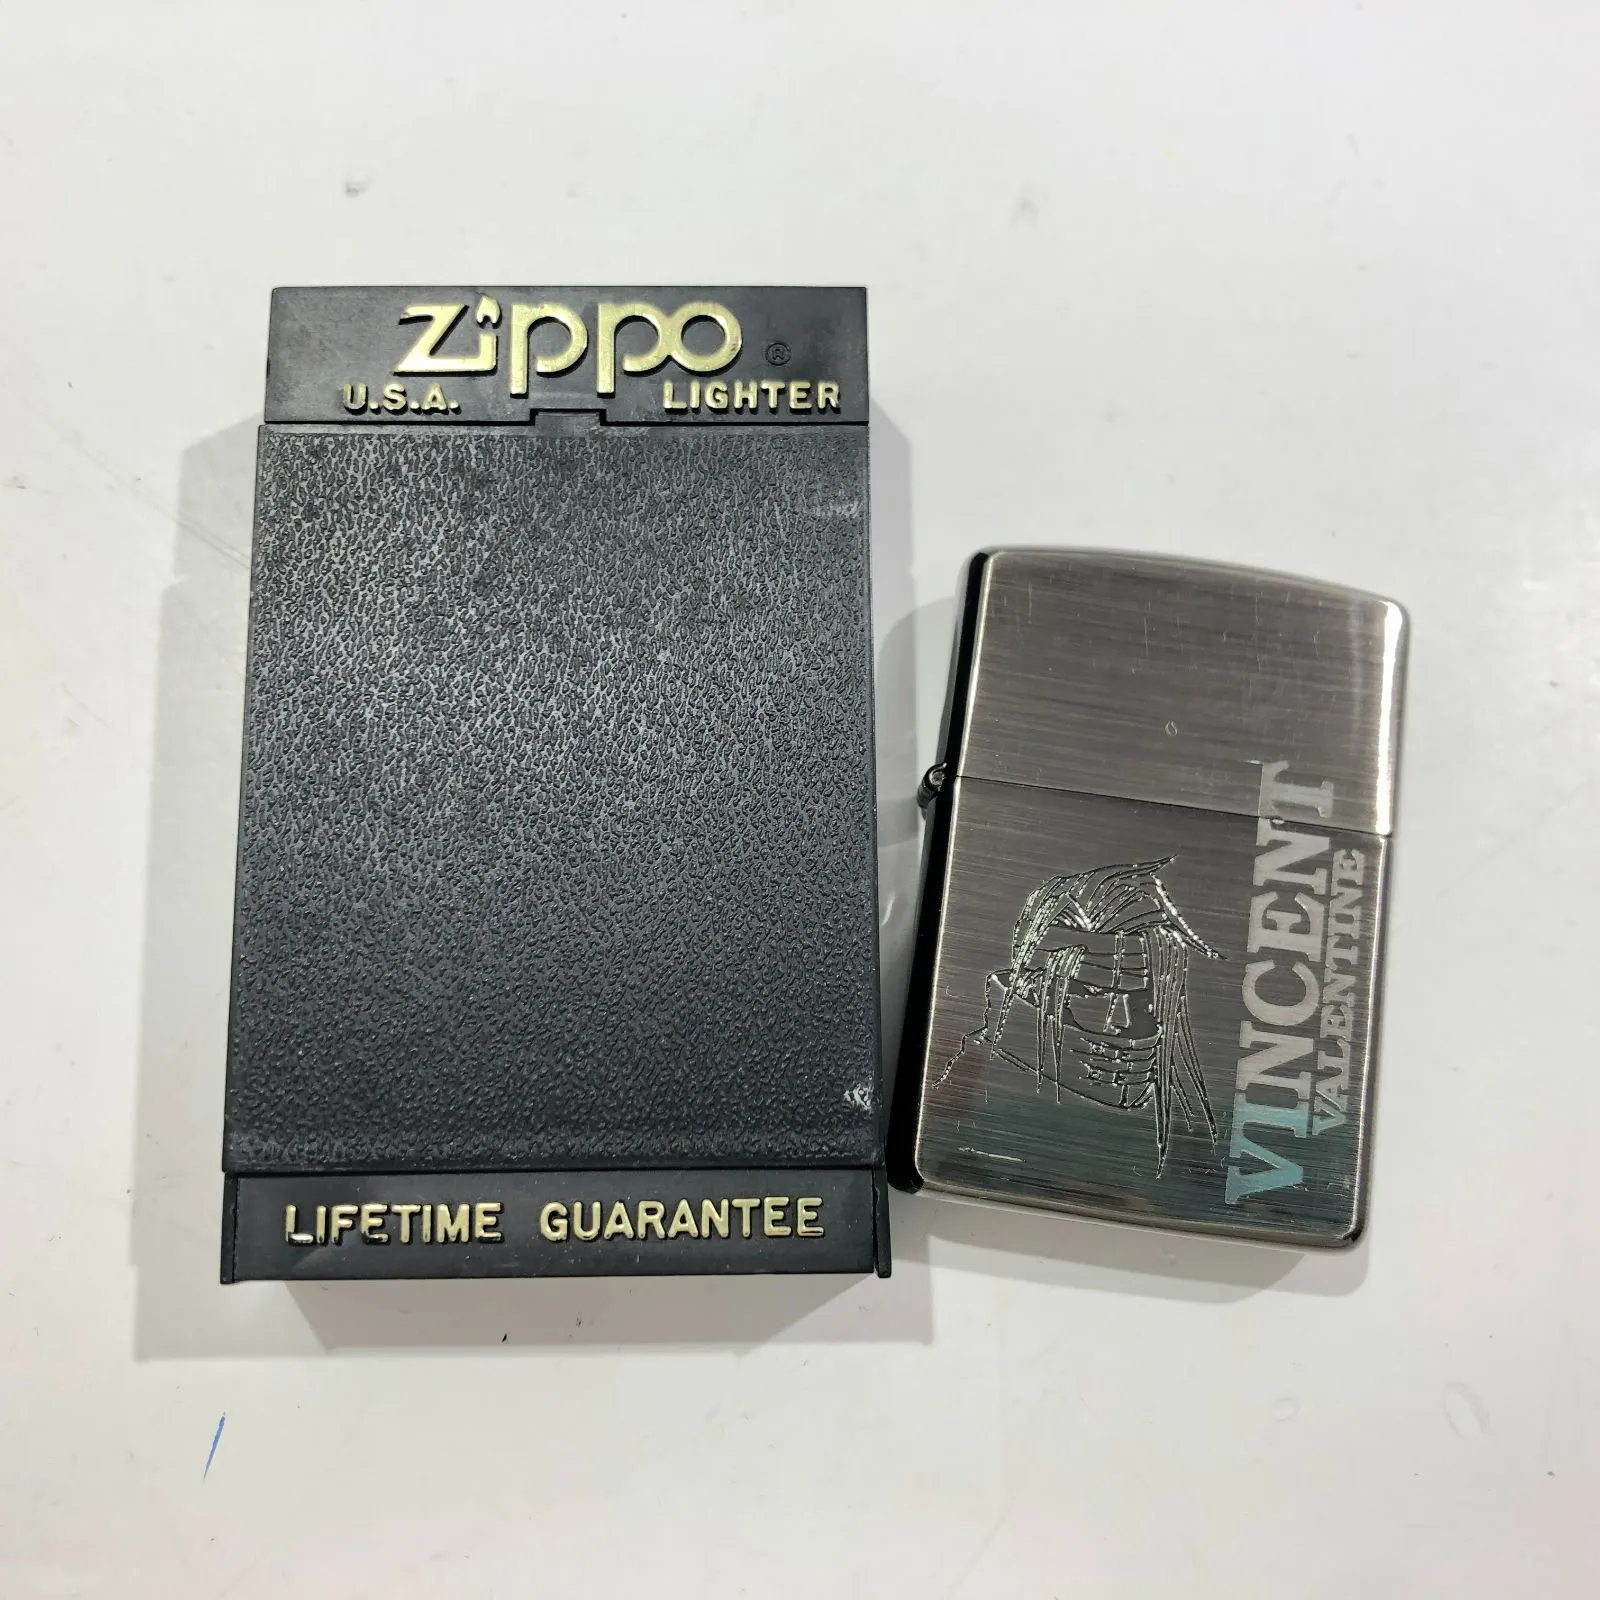 Zippo®
U.S.A. LIGHTER
LIFETIME GUARANTEE
VINCENT
VALENTINE